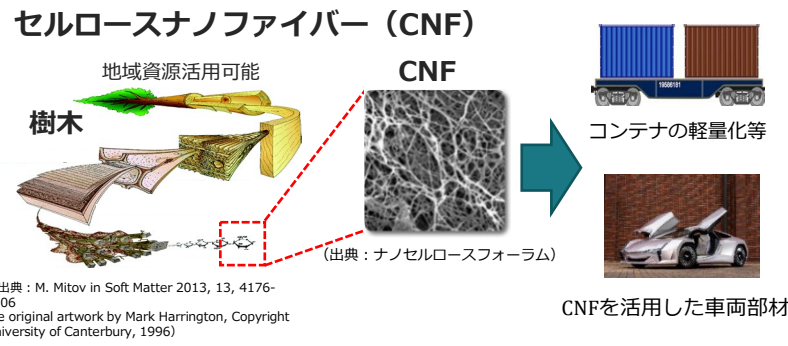 セルロースナノファイバー（CNF）
地域資源活用可能
CNF
樹木
19586181
コンテナの軽量化等
（出典：ナノセルロースフォーラム）
出典：M. Mitov in Soft Matter 2013, 13, 4176-
06
e original artwork by Mark Harrington, Copyright
iversity of Canterbury, 1996）
CNFを活用した車両部材